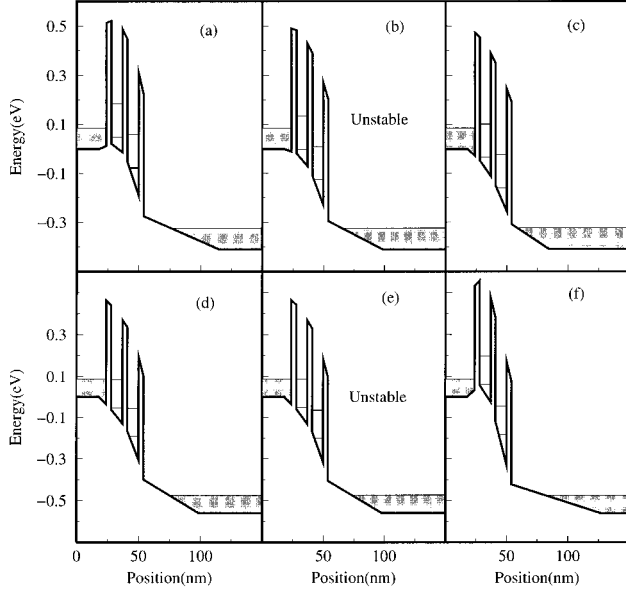 0.5
0.3
0.1
−0.1
−0.3
Energy(eV)
(a)
(b)
Unstable
(c)
0.3
0.1
−0.1
−0.3
−0.5
Energy(eV)
(d)
(e)
Unstable
(f)
0 50 100
50 100
50 100
Position(nm) Position(nm) Position(nm)